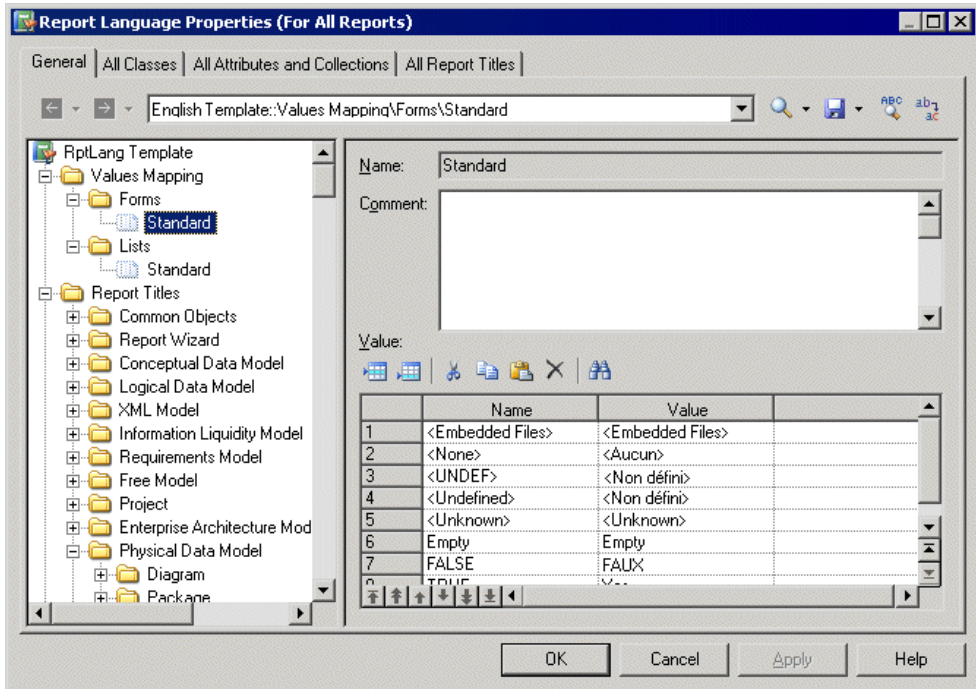 Report Language Properties (For All Reports)
General All Classes All Attributes and Collections All Report Titles
English Template::Values Mapping\Forms\Standard
ABC
ab
ac
RptLang Template
Values Mapping
Forms
Standard
Lists
Standard
Report Titles
Common Objects
Report Wizard
Conceptual Data Model
Logical Data Model
XML Model
Information Liquidity Model
Requirements Model
Free Model
Project
Enterprise Architecture Mod
Physical Data Model
Diagram
Package
Name: Standard
Comment:
Value:
Name Value
1 <Embedded Files> <Embedded Files>
2 <None> <Aucun>
3 <UNDEF> <Non défini>
4 <Undefined> <Non défini>
5 <Unknown> <Unknown>
6 Empty Empty
7 FALSE FAUX
TRUE
OK Cancel Apply Help